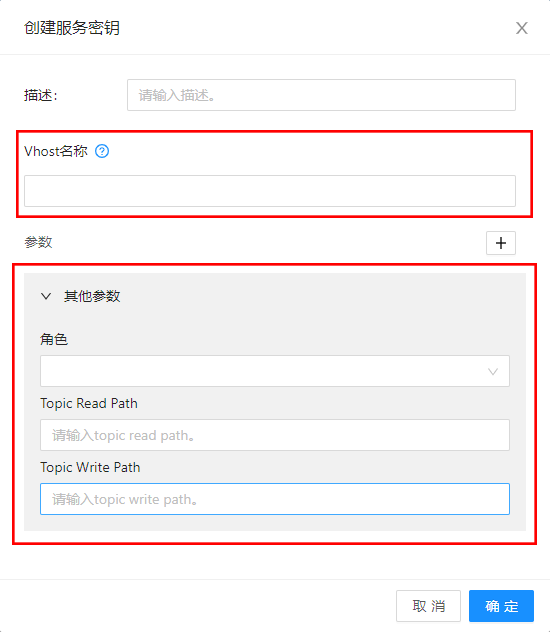 创建服务密钥
描述:
请输入描述。
Vhost名称
参数
其他参数
角色
Topic Read Path
请输入topic read path。
Topic Write Path
请输入topic write path。
取 消
确 定